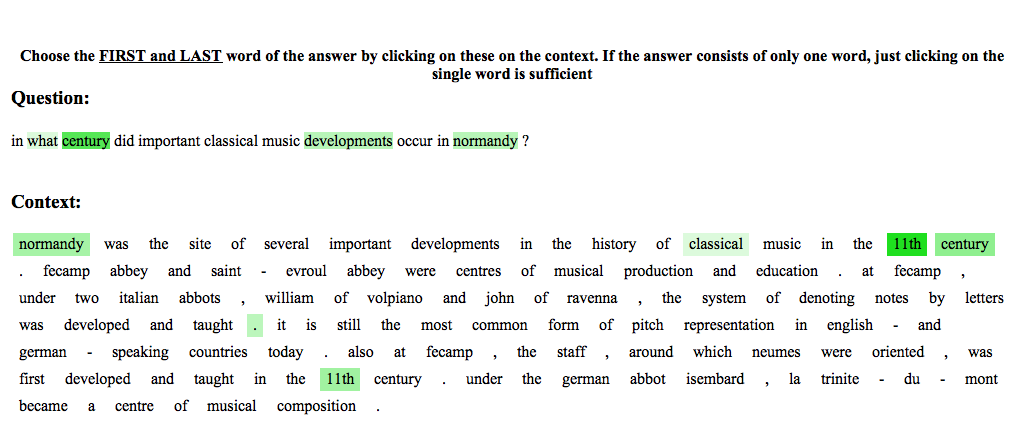 Choose the FIRST and LAST word of the answer by clicking on these on the context. If the answer consists of only one word, just clicking on the
single word is sufficient
Question:
in what century did important classical music developments occur in normandy ?
Context:
normandy was the site of several important developments in the history of classical music in the 11th century
. fecamp abbey and saint - evroul abbey were centres of musical production and education . at fecamp ,
under two italian abbots , william of volpiano and john of ravenna , the system of denoting notes by letters
was developed and taught . it is still the most common form of pitch representation in english - and
german - speaking countries today . also at fecamp , the staff , around which neumes were oriented , was
first developed and taught in the 11th century . under the german abbot isembard , la trinite - du - mont
became a centre of musical composition .